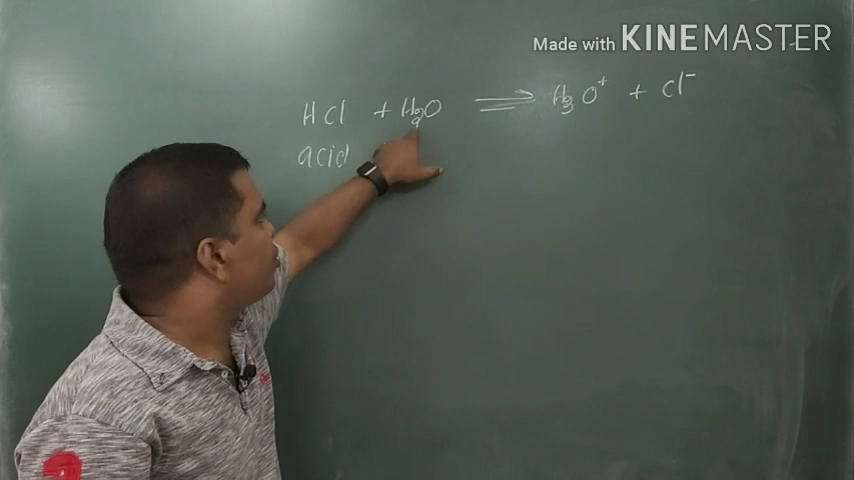 Made with KINEMASTER
HCl + H2O ⇌ H3O+ + Cl-
acid